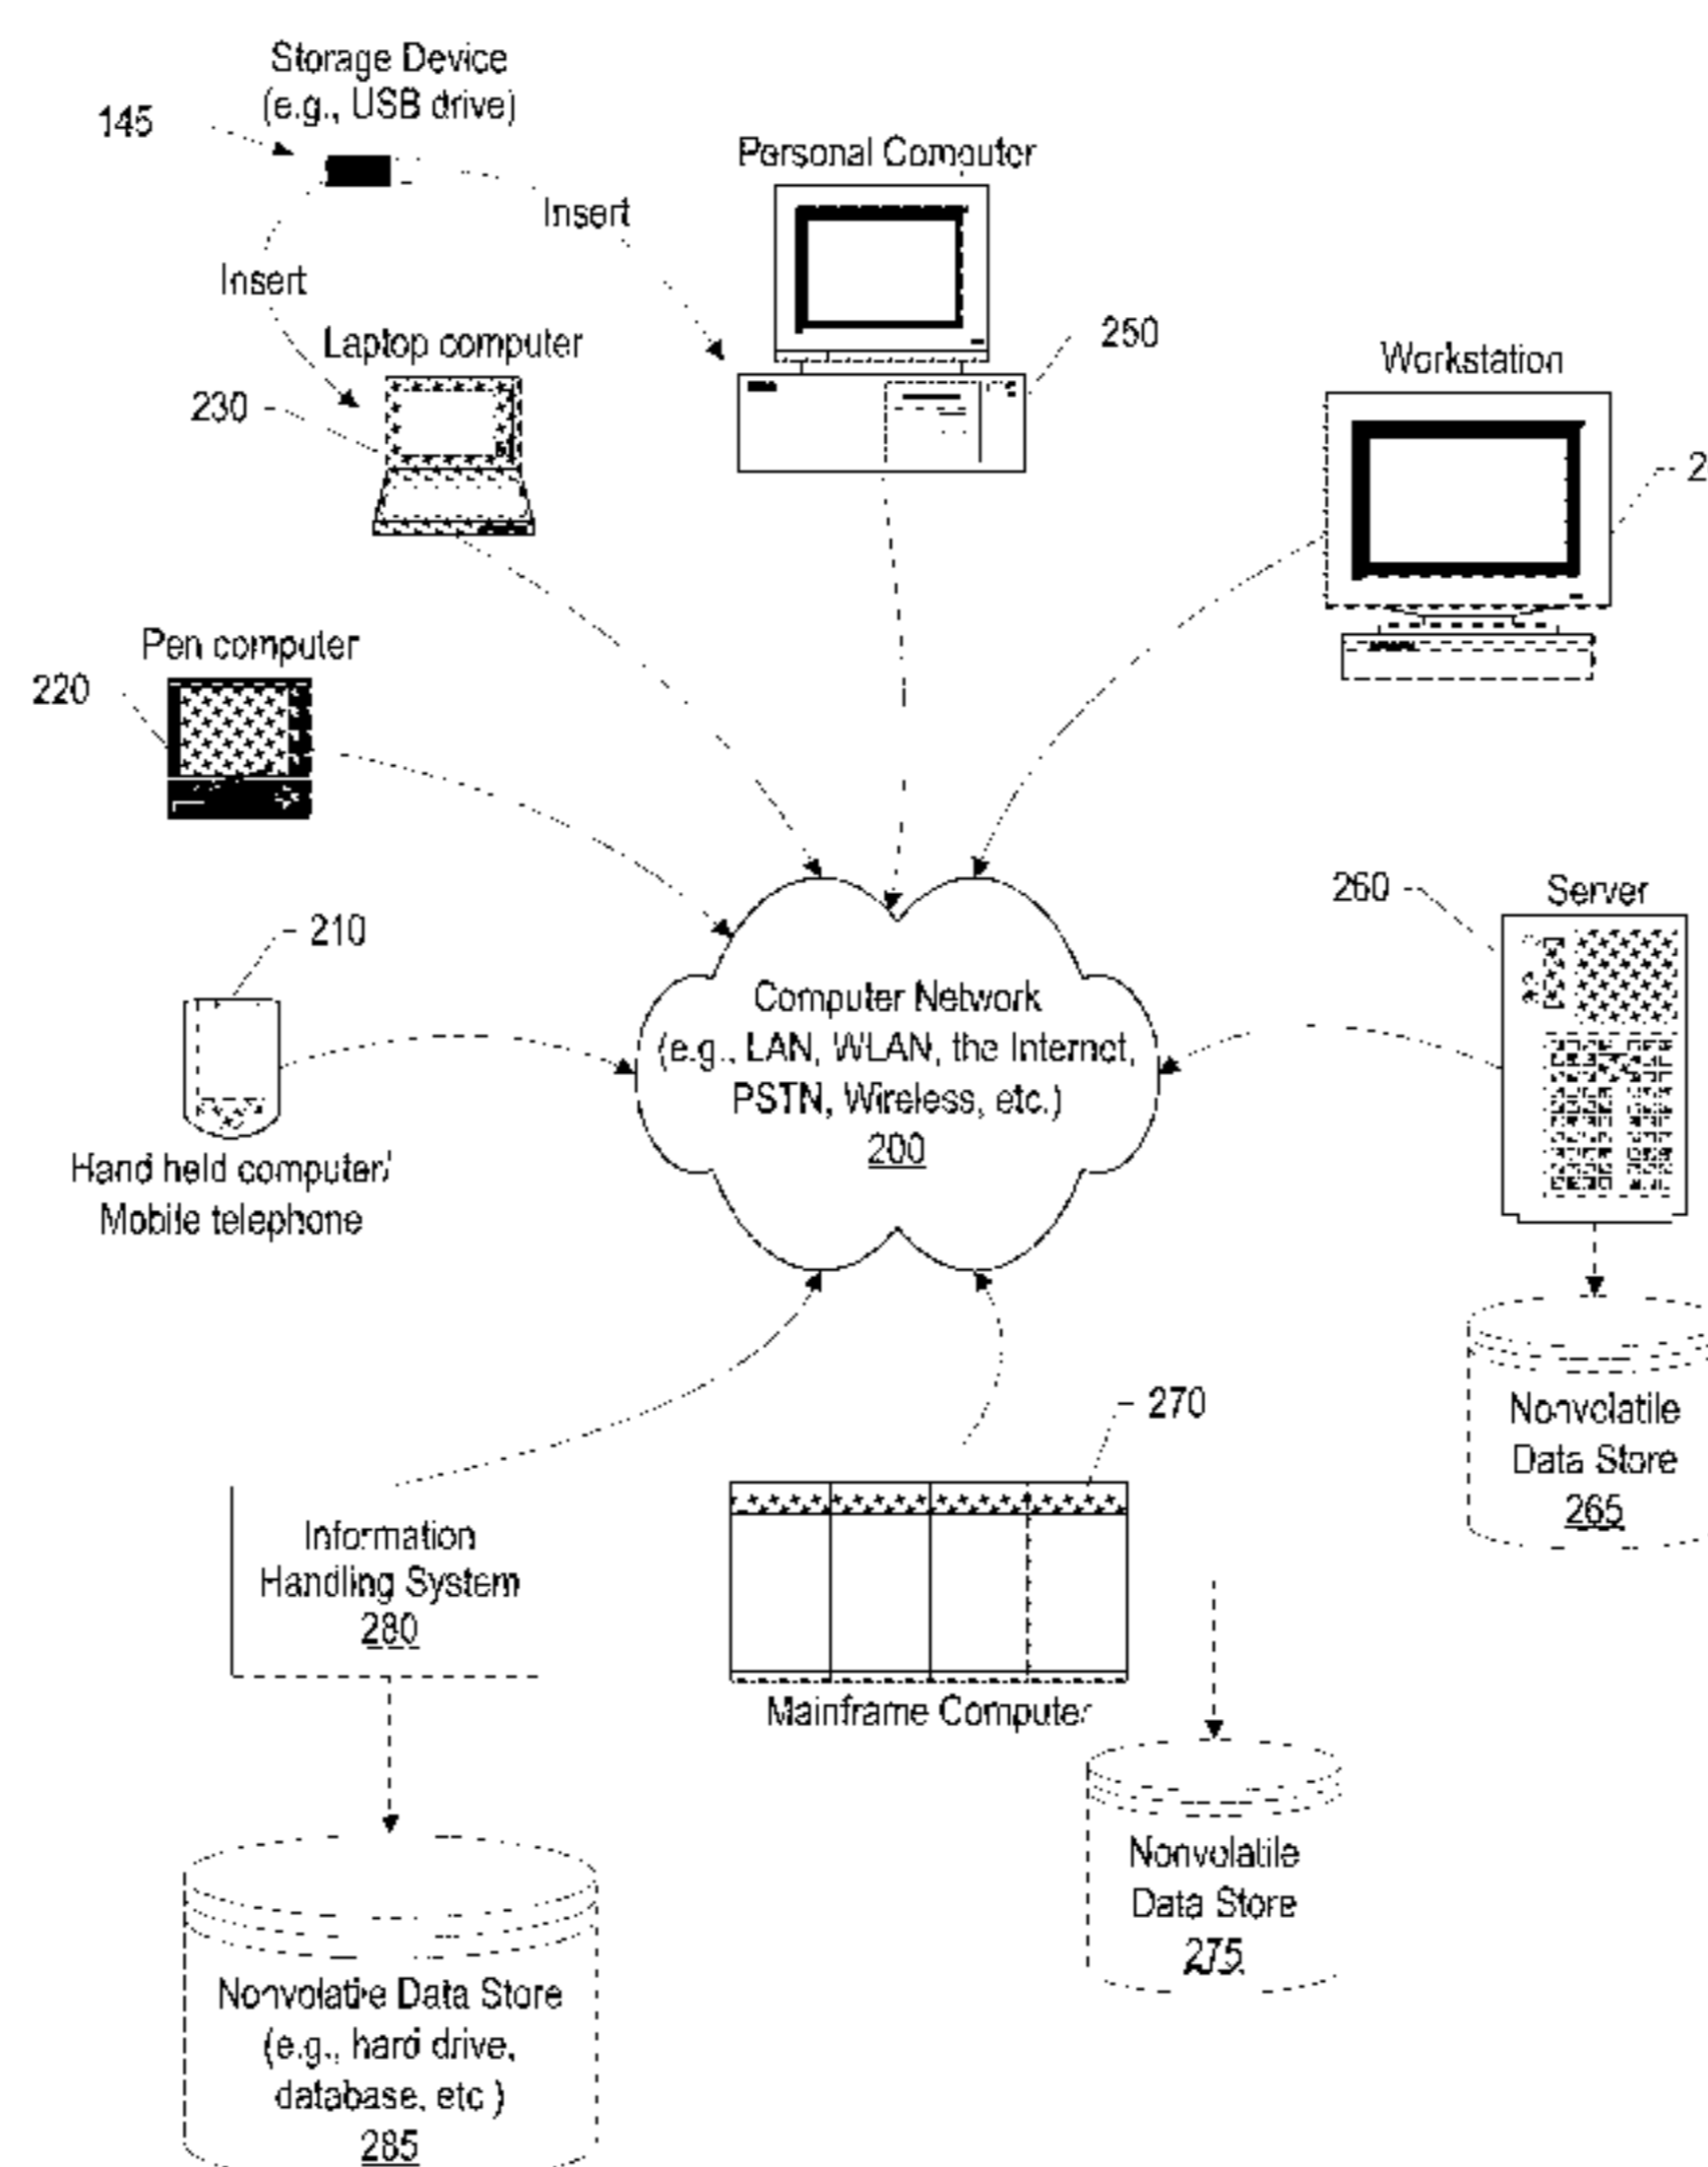 Storage Device
(e.g., USB drive)
145
Personal Computer
Insert
Insert
Laptop computer
250
Workstation
230
2
Pen computer
220
260
Server
210
Computer Network
(e.g., LAN, WLAN, the Internet,
PSTN, Wireless, etc.)
200
Hand held computer/
Mobile telephone
270
Nonvolatile
Data Store
265
Information
Handling System
280
Mainframe Computer
Nonvolatile
Data Store
275
Nonvolatile Data Store
(e.g., hard drive,
database, etc.)
285